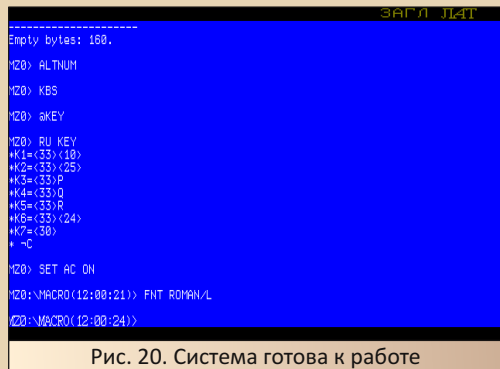 ЗАГЛ ЛАТ
---------------------
Empty bytes: 160.
MZ0> ALTNUM
MZ0> KBS
MZ0> @KEY
MZ0> RU KEY
*K1=<33><10>
*K2=<33><25>
*K3=<33>P
*K4=<33>Q
*K5=<33>R
*K6=<33><24>
*K7=<30>
* ¬C
MZ0> SET AC ON
MZ0:\MACRO(12:00:21)> FNT ROMAN/L
MZ0:\MACRO(12:00:24)>
Рис. 20. Система готова к работе